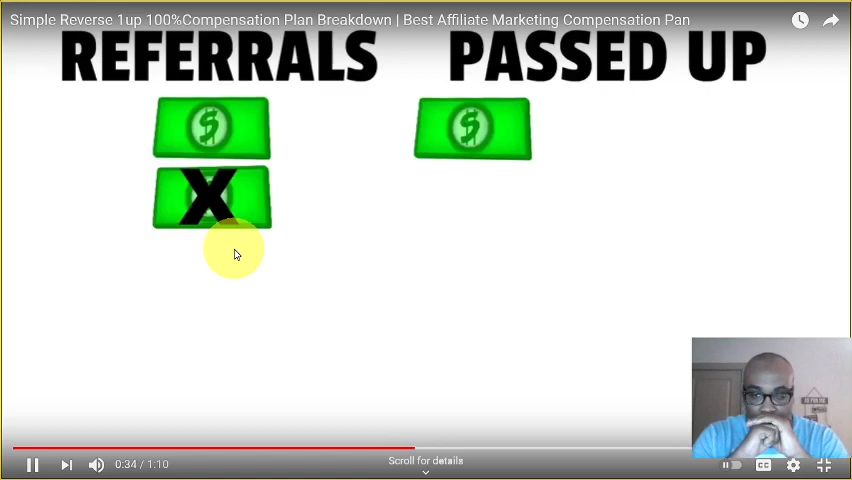 Simple Reverse 1up 100%Compensation Plan Breakdown | Best Affiliate Marketing Compensation Pan
REFERRALS PASSED UP
$ $
X
0:34 / 1:10
Scroll for details
CC